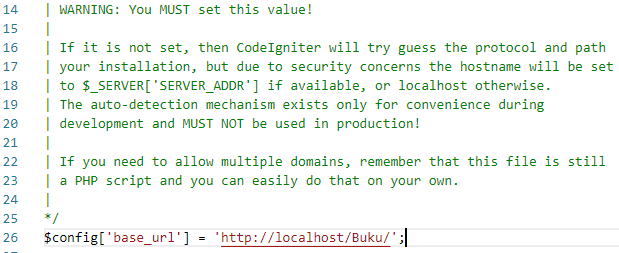 14 | WARNING: You MUST set this value!
15 |
16 | If it is not set, then CodeIgniter will try guess the protocol and path
17 | your installation, but due to security concerns the hostname will be set
18 | to $_SERVER['SERVER_ADDR'] if available, or localhost otherwise.
19 | The auto-detection mechanism exists only for convenience during
20 | development and MUST NOT be used in production!
21 |
22 | If you need to allow multiple domains, remember that this file is still
23 | a PHP script and you can easily do that on your own.
24 |
25 */
26 $config['base_url'] = 'http://localhost/Buku/';